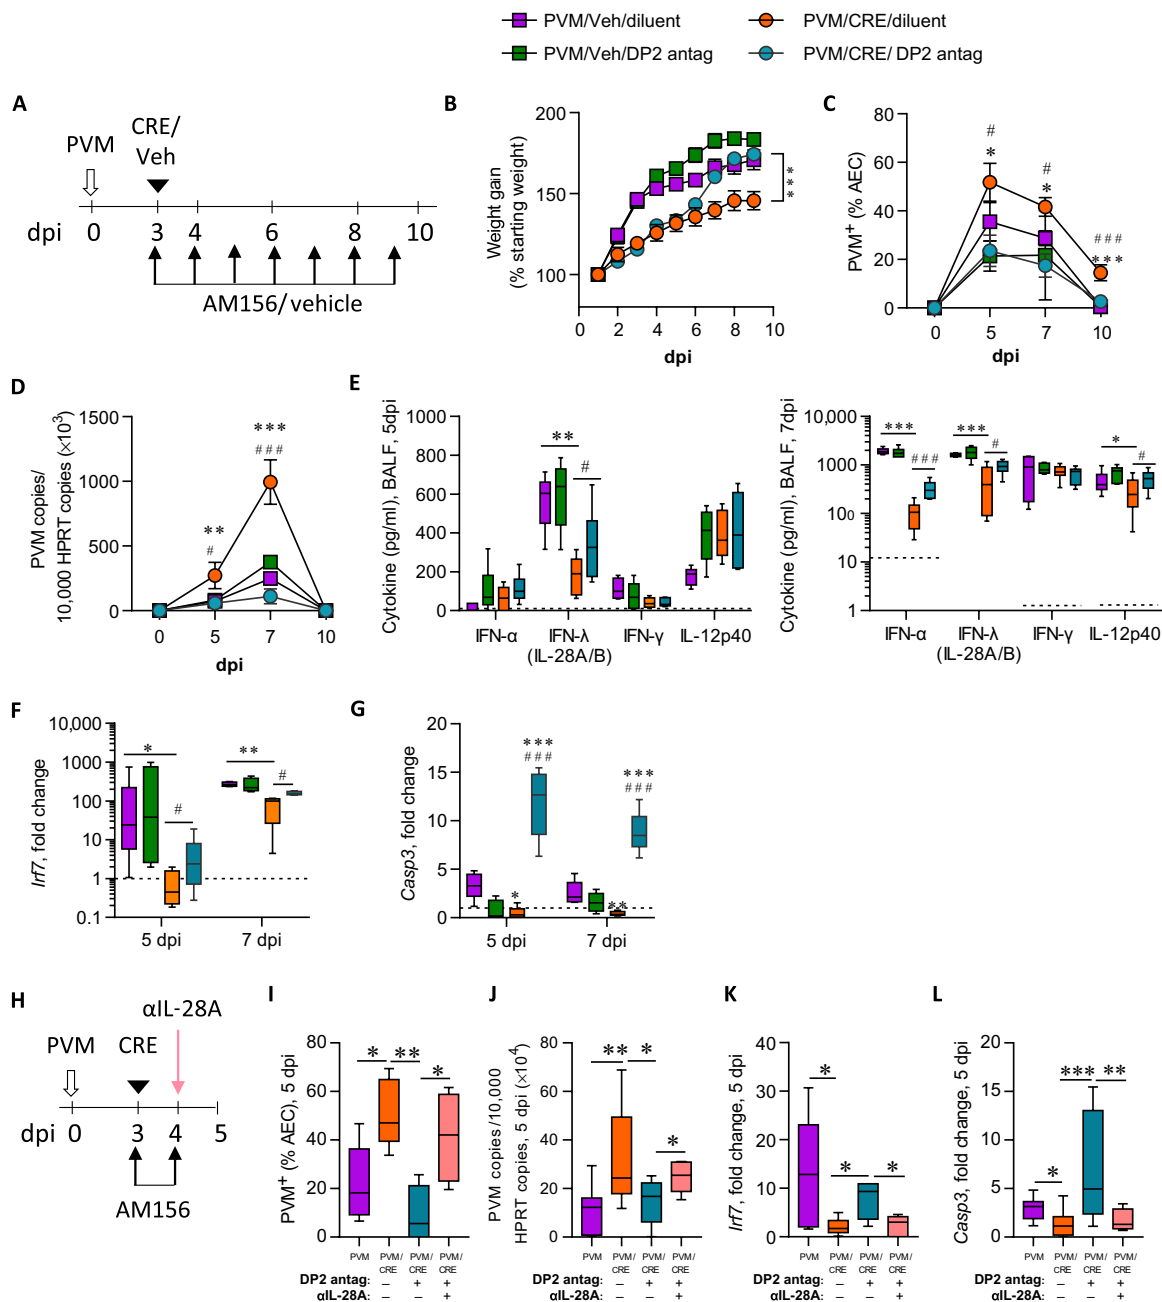 PVM/Veh/diluent PVM/CRE/diluent
PVM/Veh/DP2 antag PVM/CRE/ DP2 antag
A
PVM
CRE/
Veh
dpi 0 3 4 6 8 10
AM156/vehicle
B
Weight gain
(% starting weight)
200
150
100
0 2 4 6 8 10
dpi
***
C
PVM⁺ (% AEC)
80
60
40
20
0
# # ###
* * ***
0 5 7 10
dpi
D
PVM copies/
10,000 HPRT copies (×10³)
1500
1000
500
0
** ***
# ###
0 5 7 10
dpi
E
Cytokine (pg/ml), BALF, 5dpi
1000
800
600
400
200
0
** #
IFN-α IFN-λ IFN-γ IL-12p40
(IL-28A/B)
Cytokine (pg/ml), BALF, 7dpi
10,000
1000
100
10
1
*** *** *
### # #
IFN-α IFN-λ IFN-γ IL-12p40
(IL-28A/B)
F
Irf7, fold change
10,000
1000
100
10
1
0.1
* **
# #
5 dpi 7 dpi
G
Casp3, fold change
20
15
10
5
0
*** ***
### ###
* **
5 dpi 7 dpi
H
αIL-28A
PVM CRE
dpi 0 3 4 5
AM156
I
PVM⁺ (% AEC), 5 dpi
80
60
40
20
0
* ** *
PVM PVM/ PVM/ PVM/
CRE CRE CRE
DP2 antag: – + +
αIL-28A: +
J
PVM copies/10,000
HPRT copies, 5 dpi (×10⁴)
80
60
40
20
0
** * *
PVM PVM/ PVM/ PVM/
CRE CRE CRE
DP2 antag: – + +
αIL-28A: +
K
Irf7, fold change, 5 dpi
40
30
20
10
0
* * *
PVM PVM/ PVM/ PVM/
CRE CRE CRE
DP2 antag: – + +
αIL-28A: +
L
Casp3, fold change, 5 dpi
20
15
10
5
0
* *** **
PVM PVM/ PVM/ PVM/
CRE CRE CRE
DP2 antag: – + +
αIL-28A: +